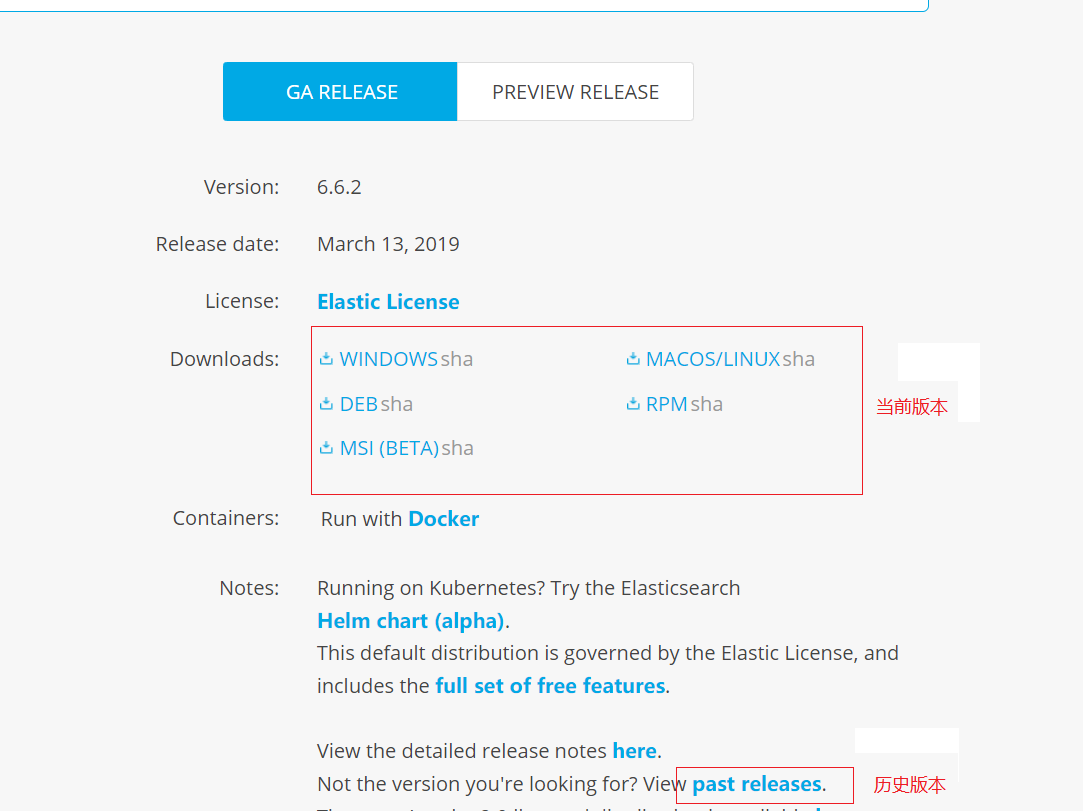 GA RELEASE PREVIEW RELEASE
Version: 6.6.2
Release date: March 13, 2019
License: Elastic License
Downloads: WINDOWS sha MACOS/LINUX sha
DEB sha RPM sha
当前版本
MSI (BETA) sha
Containers: Run with Docker
Notes: Running on Kubernetes? Try the Elasticsearch
Helm chart (alpha).
This default distribution is governed by the Elastic License, and
includes the full set of free features.
View the detailed release notes here.
Not the version you're looking for? View past releases.
历史版本